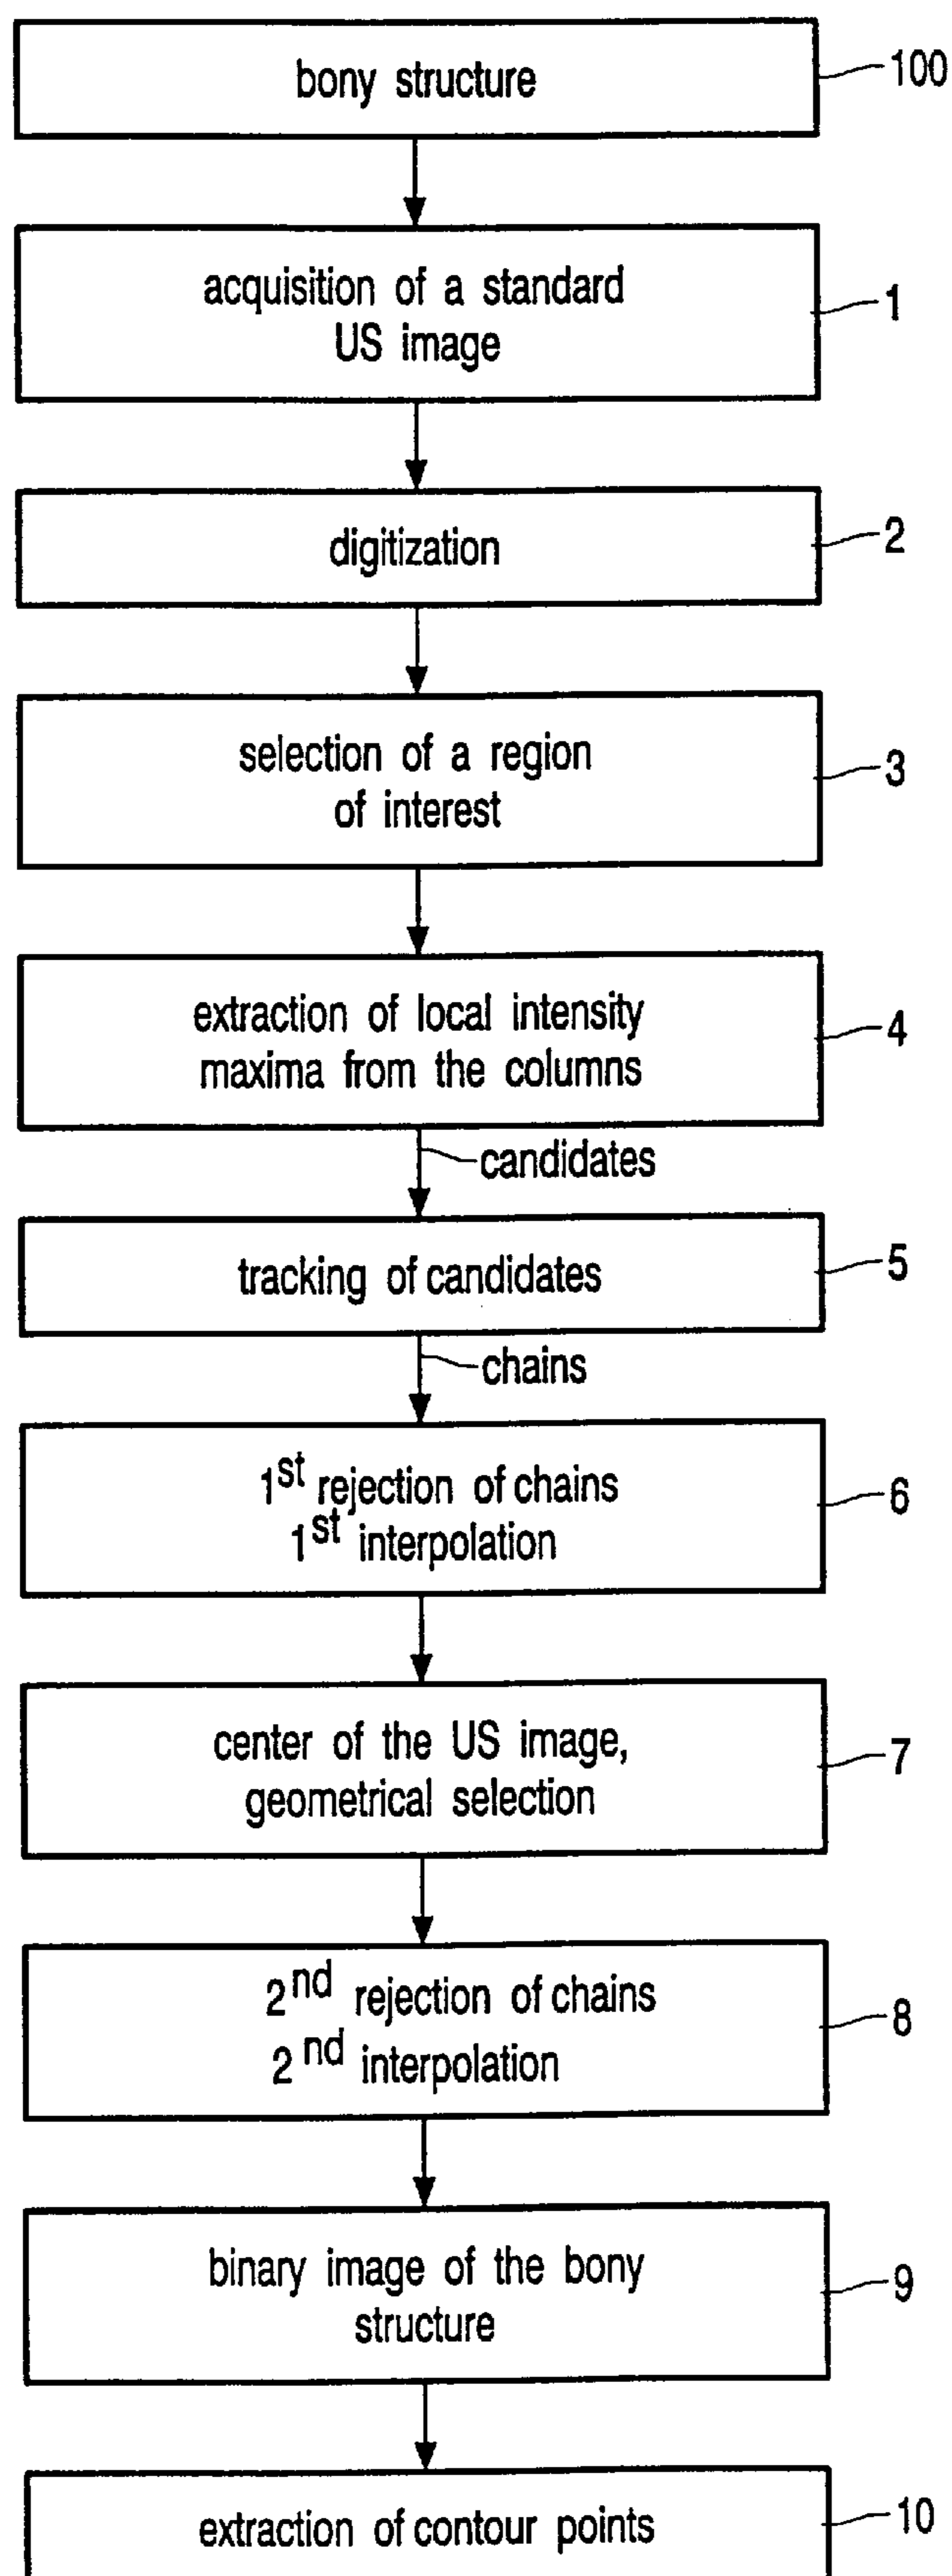 bony structure
100
acquisition of a standard
US image
1
digitization
2
selection of a region
of interest
3
extraction of local intensity
maxima from the columns
4
candidates
tracking of candidates
5
chains
1st rejection of chains
1st interpolation
6
center of the US image,
geometrical selection
7
2nd rejection of chains
2nd interpolation
8
binary image of the bony
structure
9
extraction of contour points
10